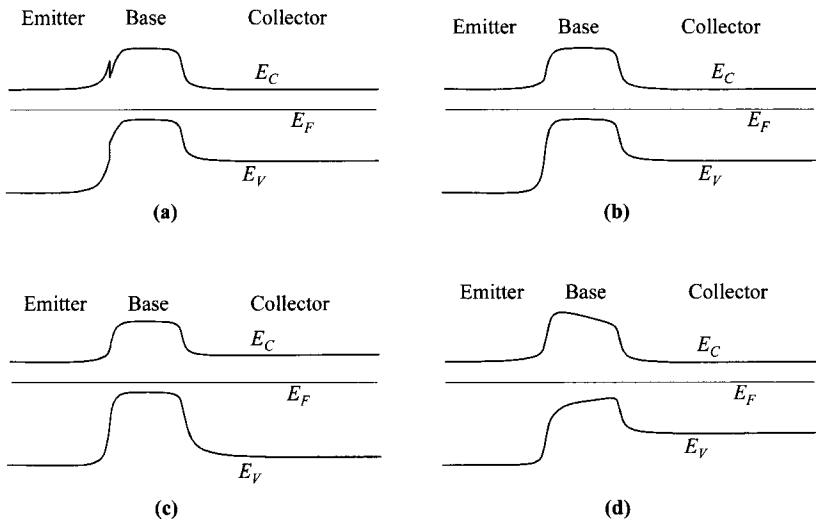 Emitter Base Collector
E_C
E_F
E_V
(a)
Emitter Base Collector
E_C
E_F
E_V
(b)
Emitter Base Collector
E_C
E_F
E_V
(c)
Emitter Base Collector
E_C
E_F
E_V
(d)